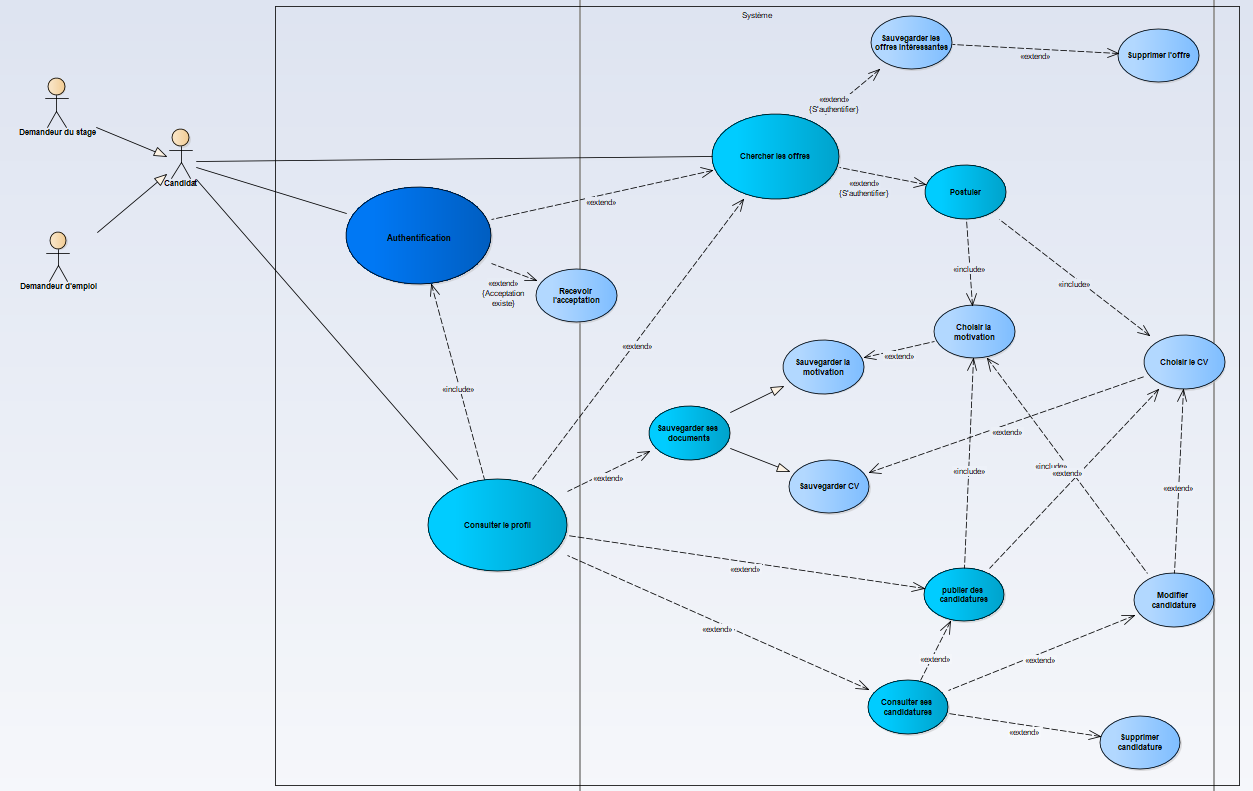 Système
Sauvegarder les
offres intéressantes
«extend»
Supprimer l'offre
«extend»
{S'authentifier}
Demandeur du stage
Candidat
Chercher les offres
«extend»
{S'authentifier}
Postuler
Authentification
«extend»
Demandeur d'emploi
«extend»
{Acceptation
existe}
Recevoir
l'acceptation
«include»
«include»
Choisir la
motivation
«extend»
«extend»
Choisir le CV
Sauvegarder la
motivation
«include»
Sauvegarder ses
documents
«extend»
«extend»
Sauvegarder CV
«include»
«include»
«extend»
«extend»
Consulter le profil
«extend»
publier des
candidatures
Modifier
candidature
«extend»
«extend»
«extend»
Consulter ses
candidatures
«extend»
Supprimer
candidature